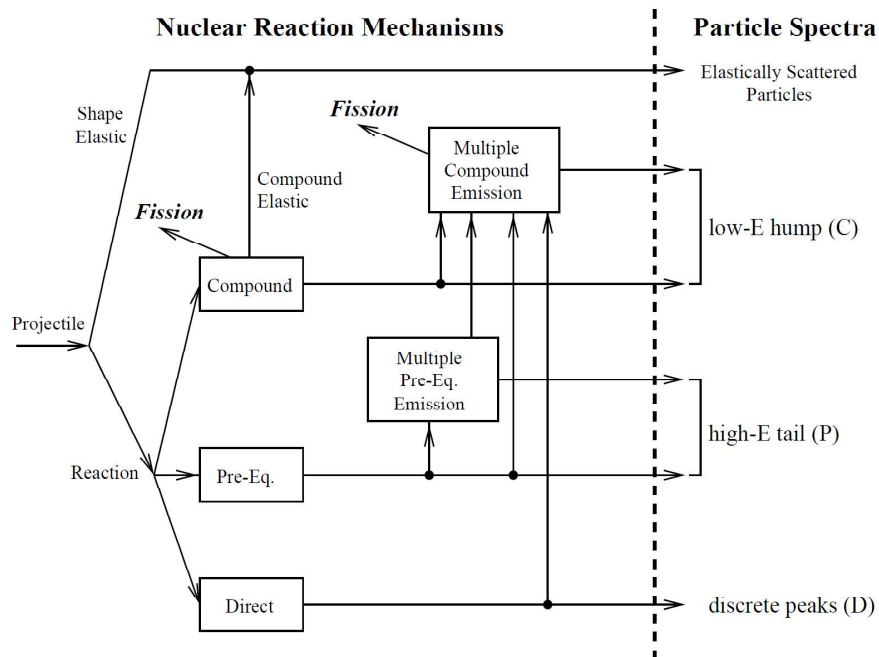 Nuclear Reaction Mechanisms
Particle Spectra
Elastically Scattered
Particles
Shape
Elastic
Fission
Multiple
Compound
Emission
Compound
Elastic
Fission
low-E hump (C)
Compound
Projectile
Multiple
Pre-Eq.
Emission
high-E tail (P)
Reaction
Pre-Eq.
Direct
discrete peaks (D)